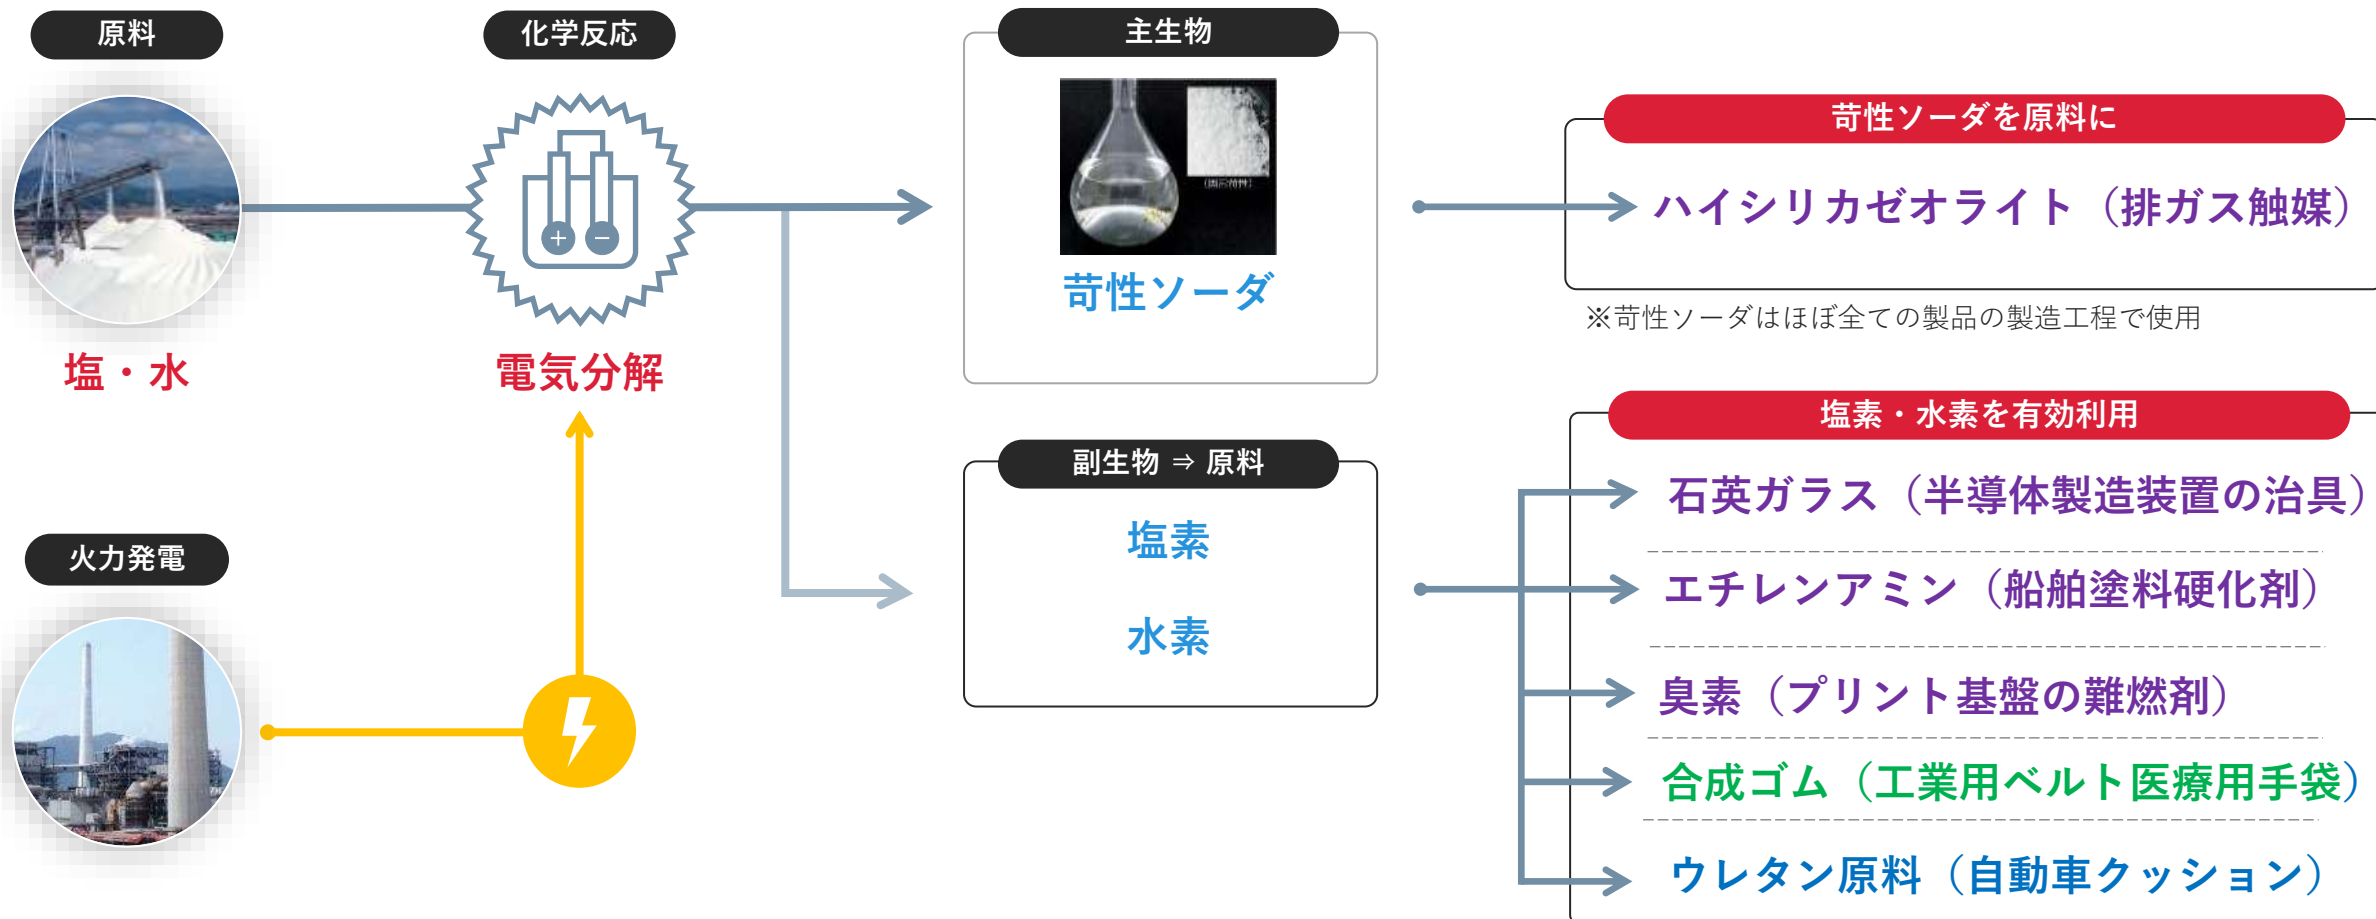 原料
塩・水
化学反応
電気分解
火力発電
主生物
(固形苛性)
苛性ソーダ
副生物 ⇒ 原料
塩素
水素
苛性ソーダを原料に
ハイシリカゼオライト（排ガス触媒）
※苛性ソーダはほぼ全ての製品の製造工程で使用
塩素・水素を有効利用
石英ガラス（半導体製造装置の治具）
エチレンアミン（船舶塗料硬化剤）
臭素（プリント基盤の難燃剤）
合成ゴム（工業用ベルト医療用手袋）
ウレタン原料（自動車クッション）